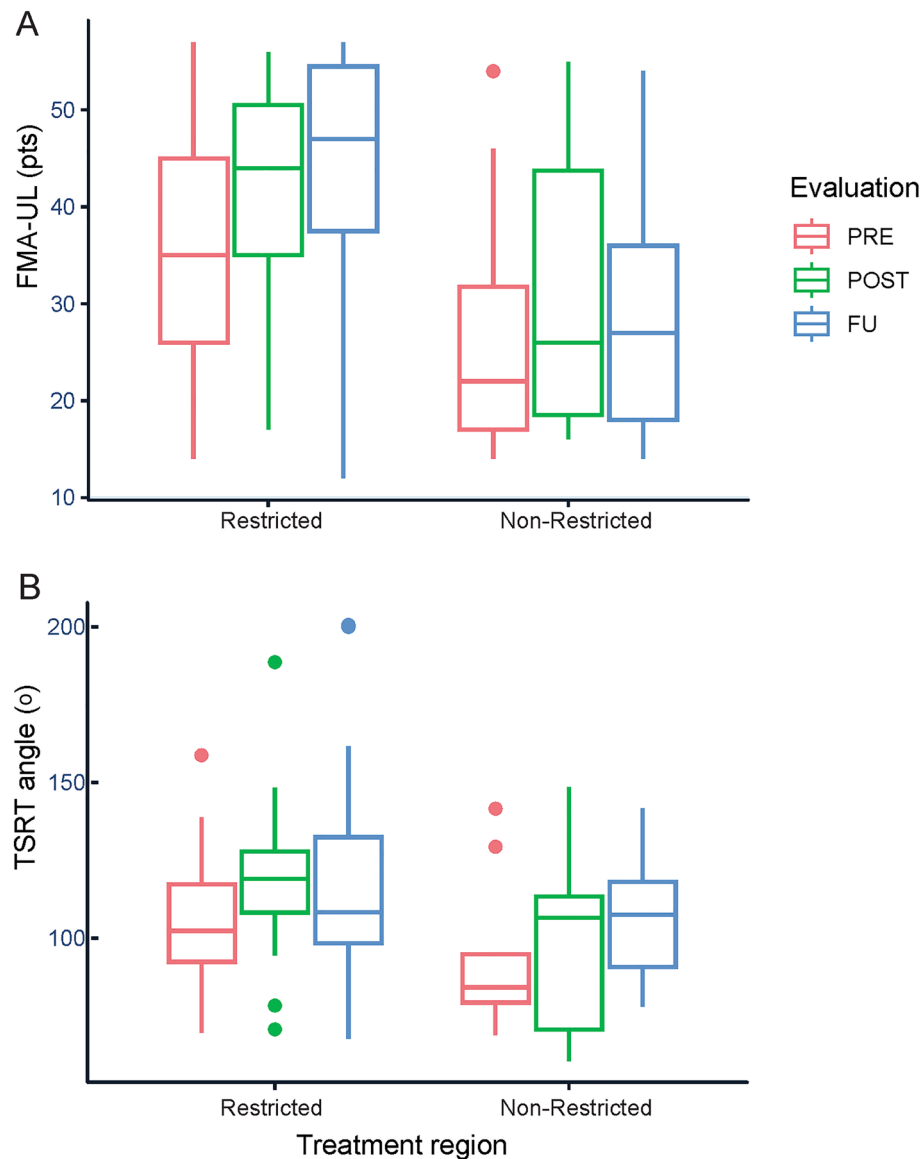 A
FMA-UL (pts)
50
40
30
20
10
Restricted
Non-Restricted
Evaluation
PRE
POST
FU
B
TSRT angle (o)
200
150
100
Restricted
Non-Restricted
Treatment region